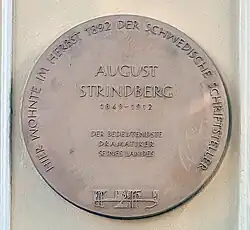 HIER WOHNTE IM HERBST 1892 DER SCHWEDISCHE SCHRIFTSTELLER
AUGUST
STRINDBERG
1849-1912
DER BEDEUTENDSTE
DRAMATIKER
SEINES LANDES